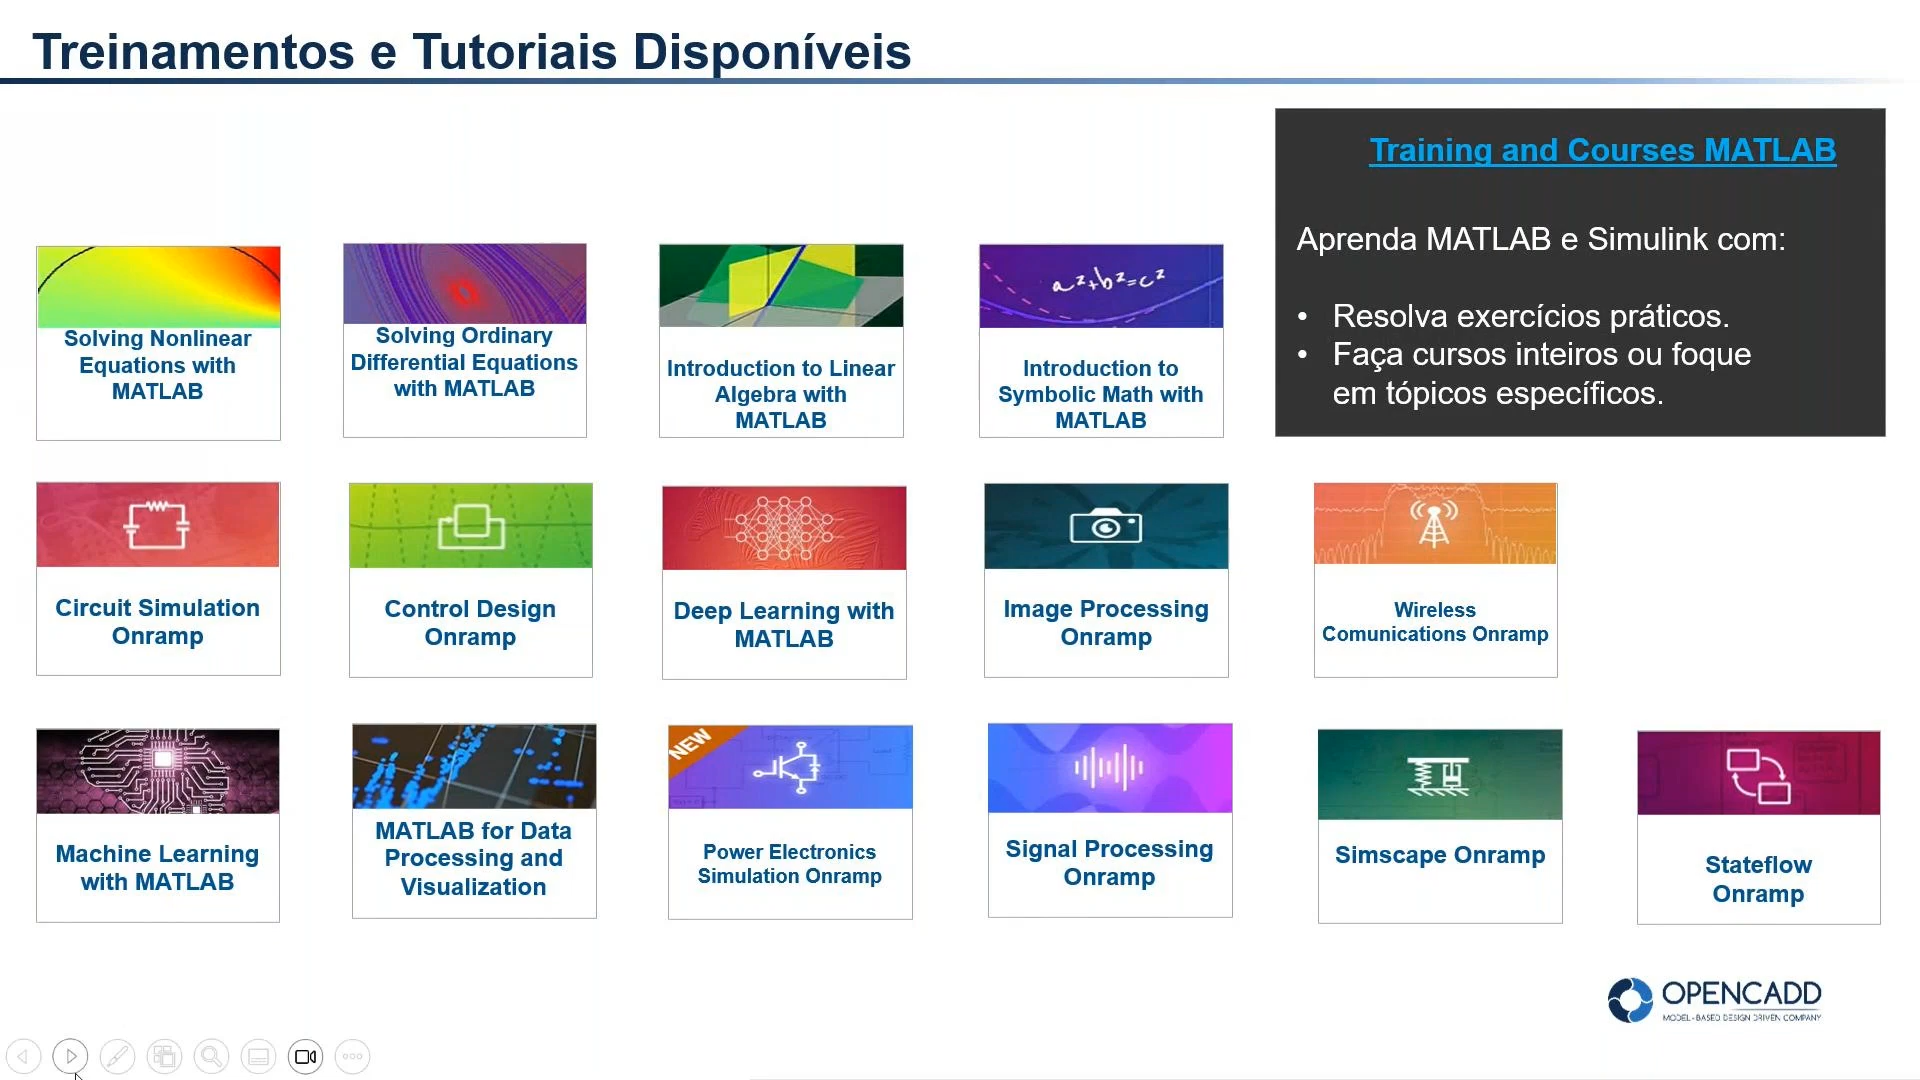 Treinamentos e Tutoriais Disponíveis
Training and Courses MATLAB
Aprenda MATLAB e Simulink com:
• Resolva exercícios práticos.
• Faça cursos inteiros ou foque
em tópicos específicos.
Solving Nonlinear
Equations with
MATLAB
Solving Ordinary
Differential Equations
with MATLAB
Introduction to Linear
Algebra with
MATLAB
a²+b²=c²
Introduction to
Symbolic Math with
MATLAB
Circuit Simulation
Onramp
Control Design
Onramp
Deep Learning with
MATLAB
Image Processing
Onramp
Wireless
Comunications Onramp
Machine Learning
with MATLAB
MATLAB for Data
Processing and
Visualization
NEW
Power Electronics
Simulation Onramp
Signal Processing
Onramp
Simscape Onramp
Stateflow
Onramp
OPENCADD
MODEL-BASED DESIGN DRIVEN COMPANY